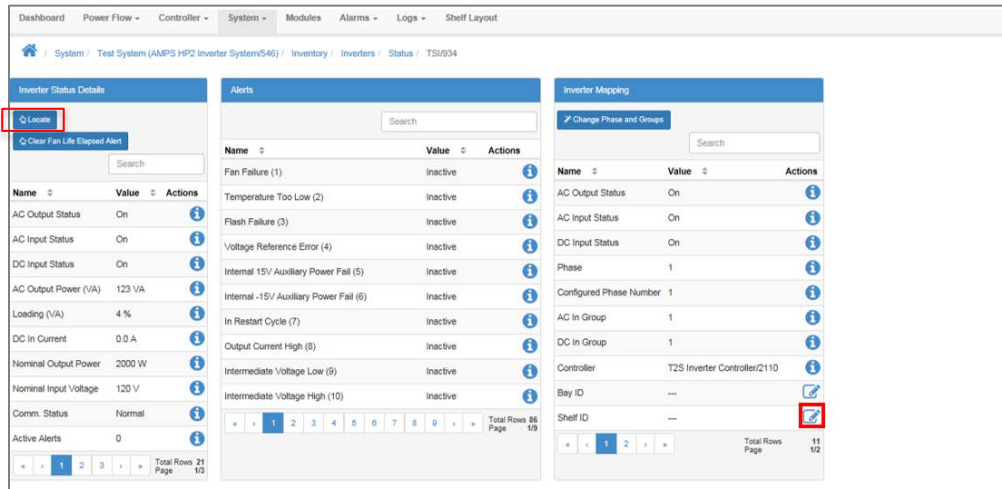 Dashboard Power Flow Controller System Modules Alarms Logs Shelf Layout
/ System / Test System (AMPS HP2 Inverter System/546) / Inventory / Inverters / Status / TSI/934
Inverter Status Details
Locate
Clear Fan Life Elapsed Alert
Search
Name Value Actions
AC Output Status On
AC Input Status On
DC Input Status On
AC Output Power (VA) 123 VA
Loading (VA) 4 %
DC In Current 0.0 A
Nominal Output Power 2000 W
Nominal Input Voltage 120 V
Comm. Status Normal
Active Alerts 0
« ‹ 1 2 3 › » Total Rows 21
Page 1/3
Alerts
Search
Name Value Actions
Fan Failure (1) Inactive
Temperature Too Low (2) Inactive
Flash Failure (3) Inactive
Voltage Reference Error (4) Inactive
Internal 15V Auxiliary Power Fail (5) Inactive
Internal -15V Auxiliary Power Fail (6) Inactive
In Restart Cycle (7) Inactive
Output Current High (8) Inactive
Intermediate Voltage Low (9) Inactive
Intermediate Voltage High (10) Inactive
« ‹ 1 2 3 4 5 6 7 8 9 › » Total Rows 86
Page 1/9
Inverter Mapping
Change Phase and Groups
Search
Name Value Actions
AC Output Status On
AC Input Status On
DC Input Status On
Phase 1
Configured Phase Number 1
AC In Group 1
DC In Group 1
Controller T2S Inverter Controller/2110
Bay ID ---
Shelf ID ---
« ‹ 1 2 › » Total Rows 11
Page 1/2